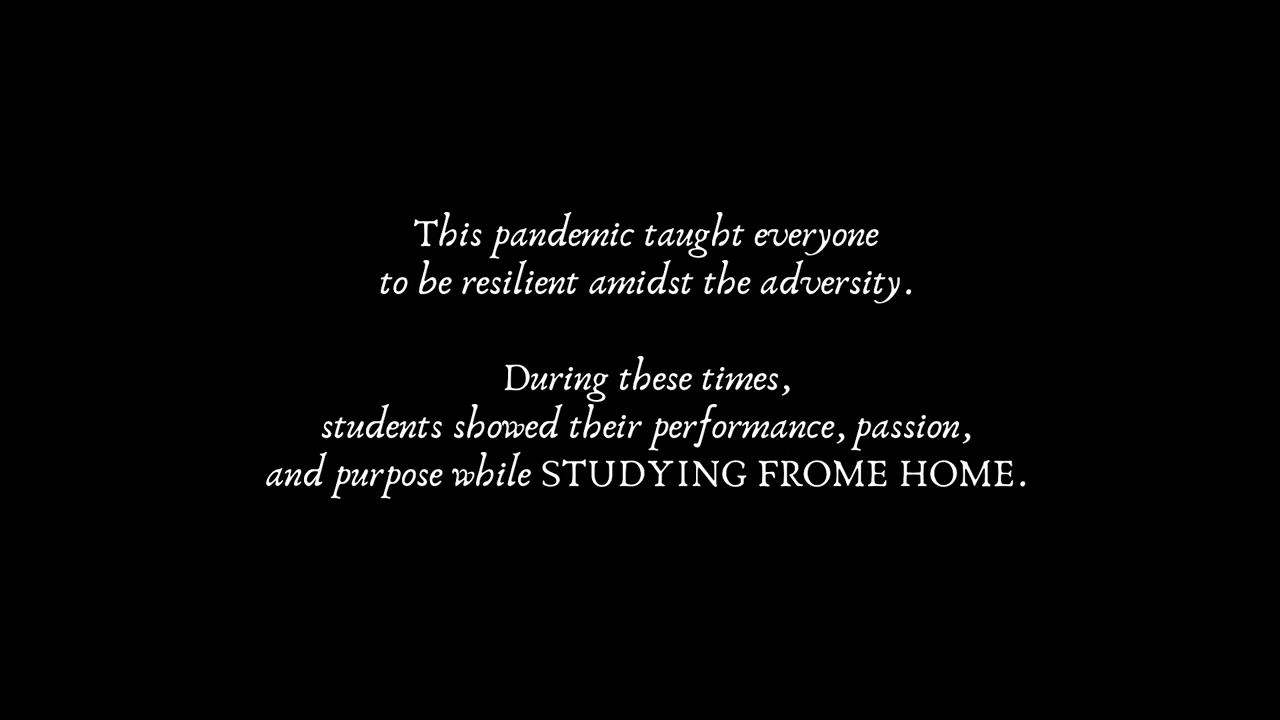 This pandemic taught everyone
to be resilient amidst the adversity.
During these times,
students showed their performance, passion,
and purpose while STUDYING FROME HOME.